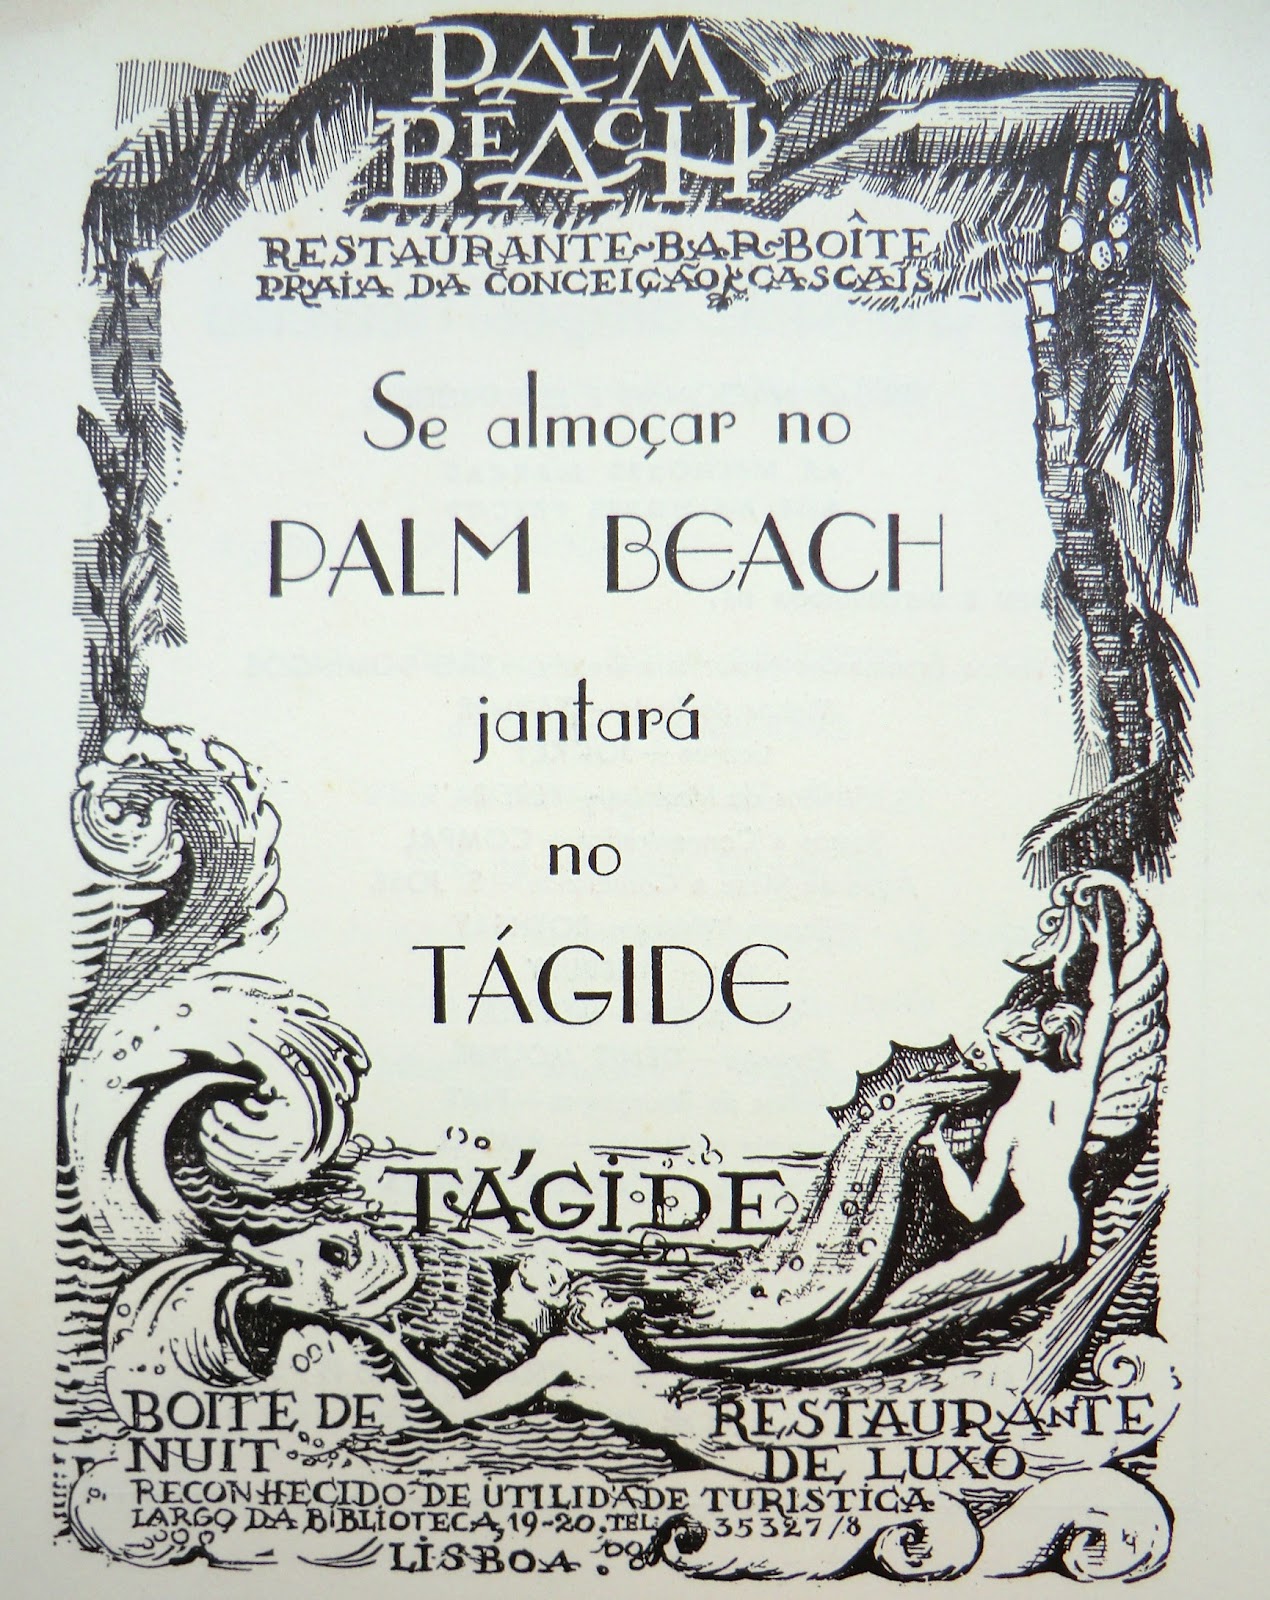 PALM
BEACH
RESTAURANTE~BAR~BOÎTE
PRAIA DA CONCEIÇÃO CASCAIS
Se almoçar no
PALM BEACH
jantará
no
TÁGIDE
TÁGIDE
BOITE DE
NUIT
RESTAURANTE
DE LUXO
RECONHECIDO DE UTILIDADE TURISTICA
LARGO DA BIBLIOTECA, 19-20. TEL: 35327/8
LISBOA